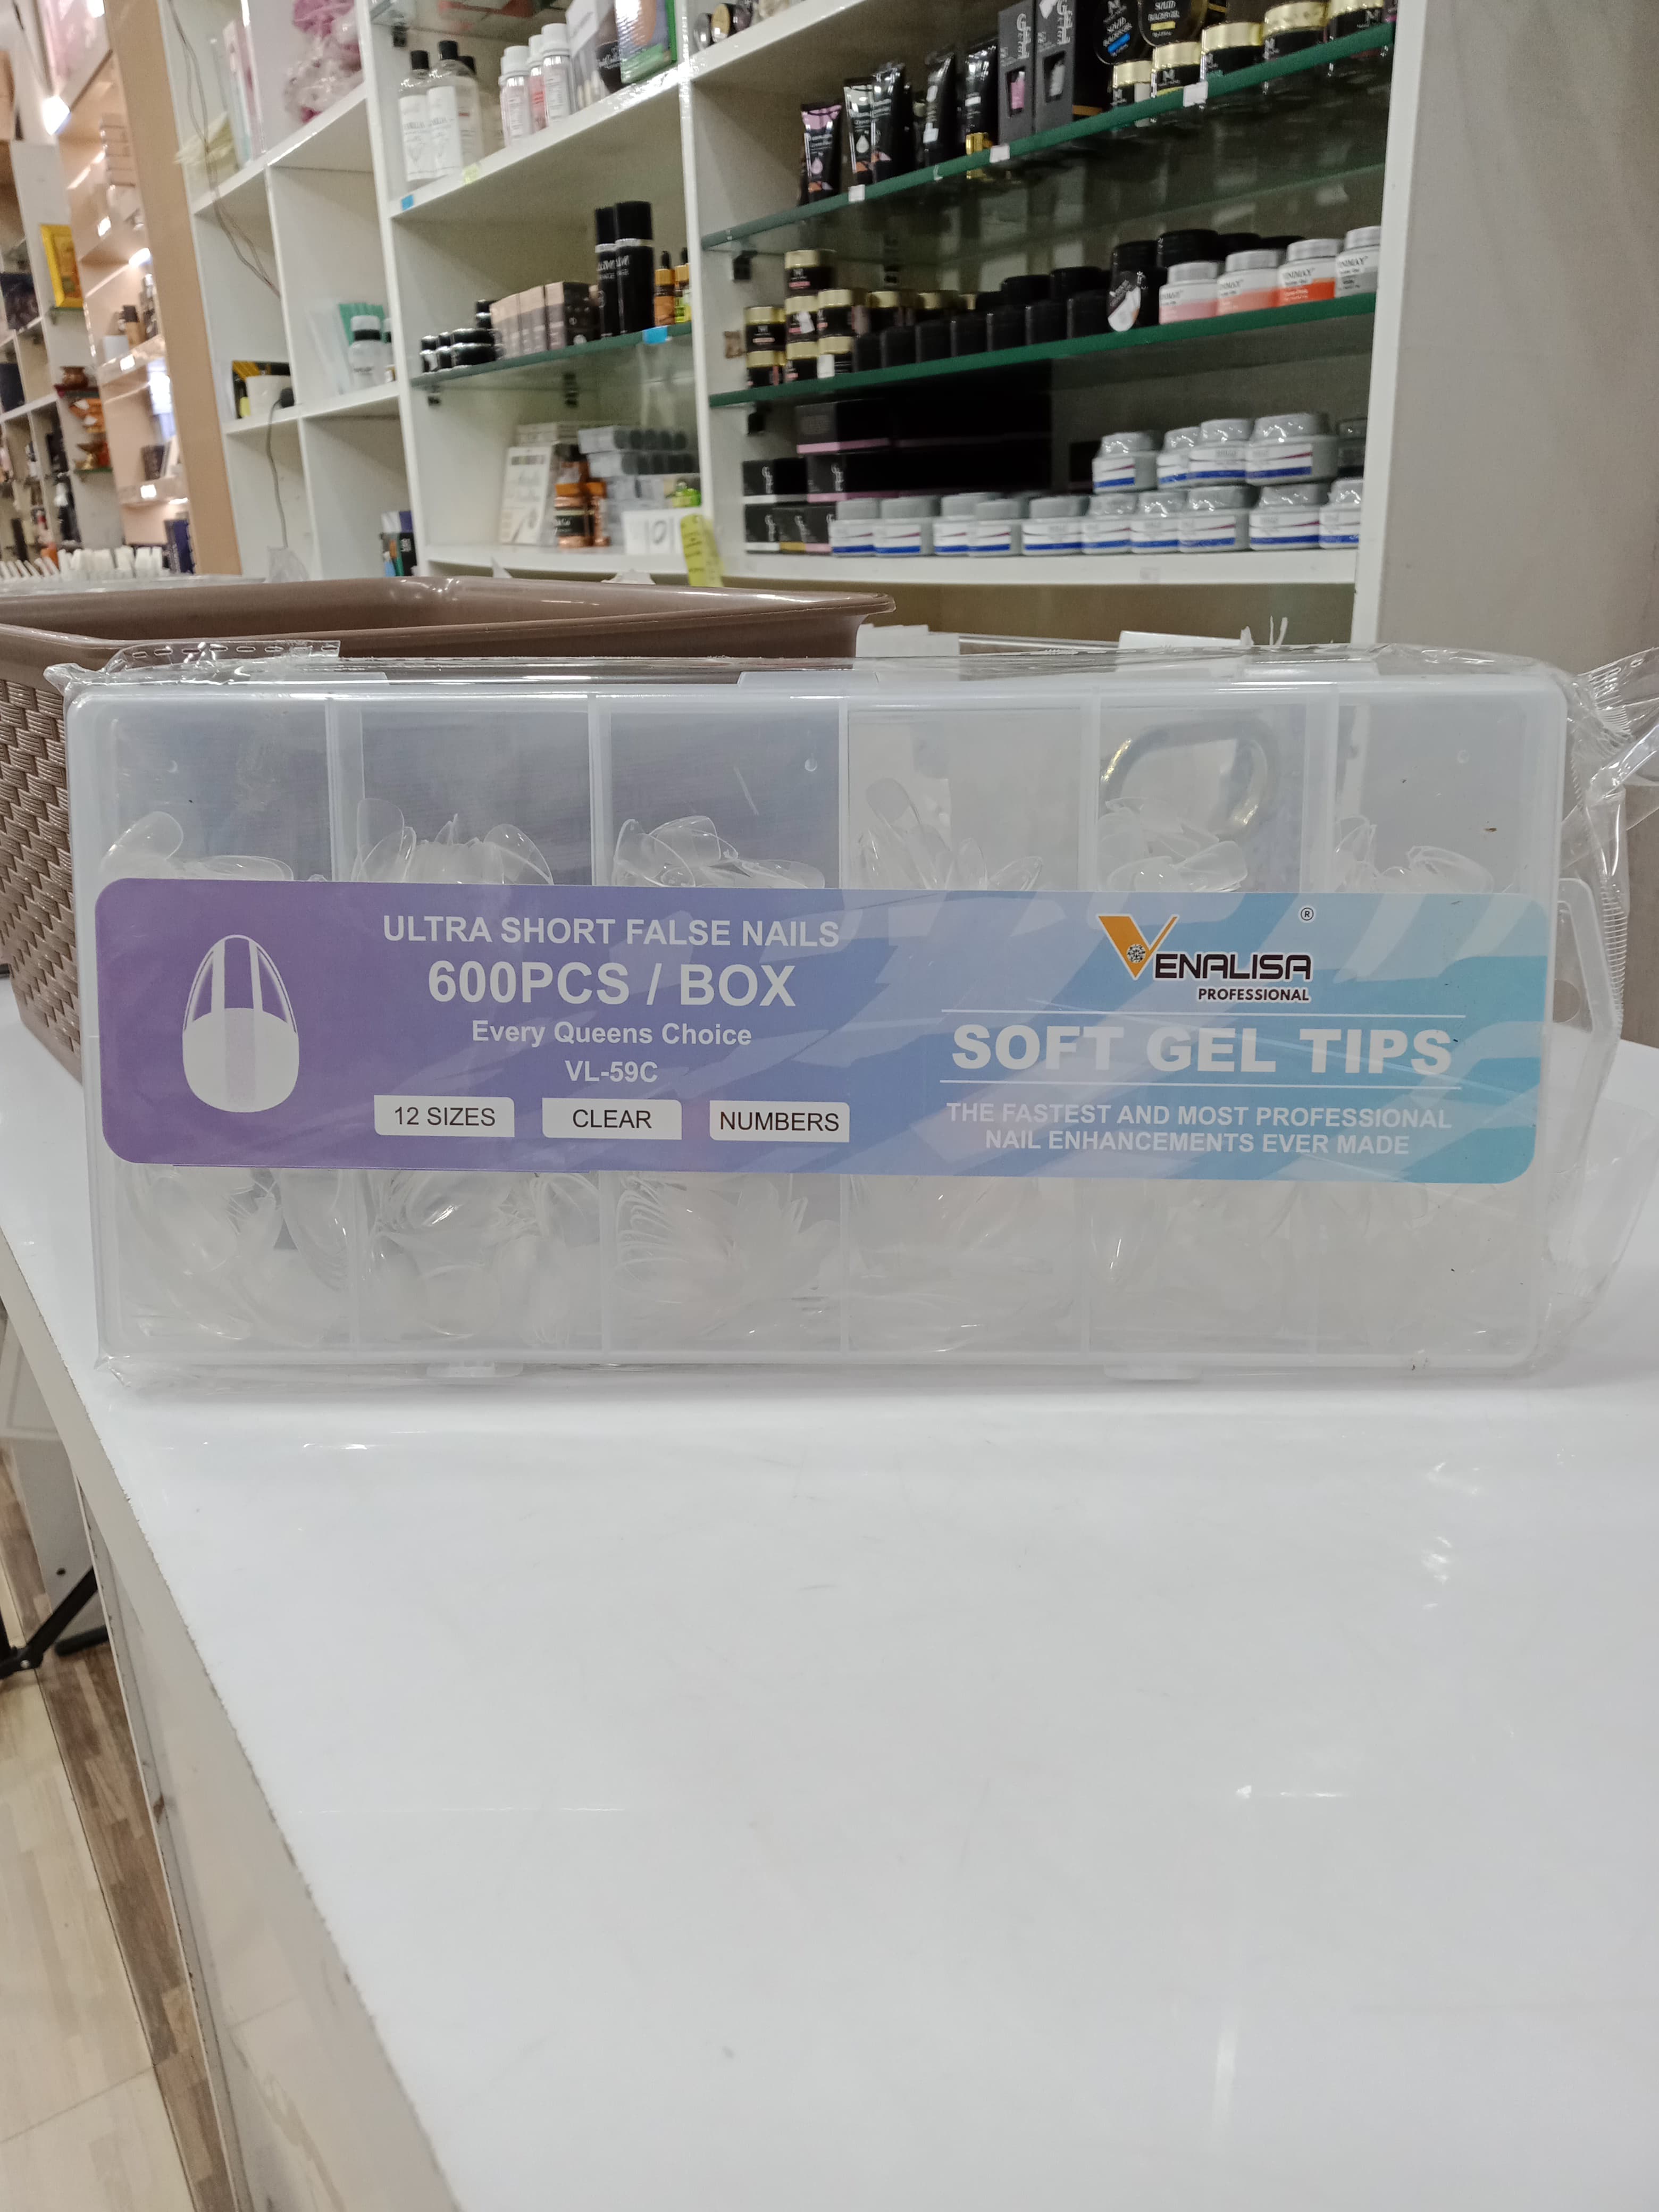 ULTRA SHORT FALSE NAILS
600PCS / BOX
Every Queens Choice
VL-59C
12 SIZES
CLEAR
NUMBERS
VENALISA
®
PROFESSIONAL
SOFT GEL TIPS
THE FASTEST AND MOST PROFESSIONAL
NAIL ENHANCEMENTS EVER MADE